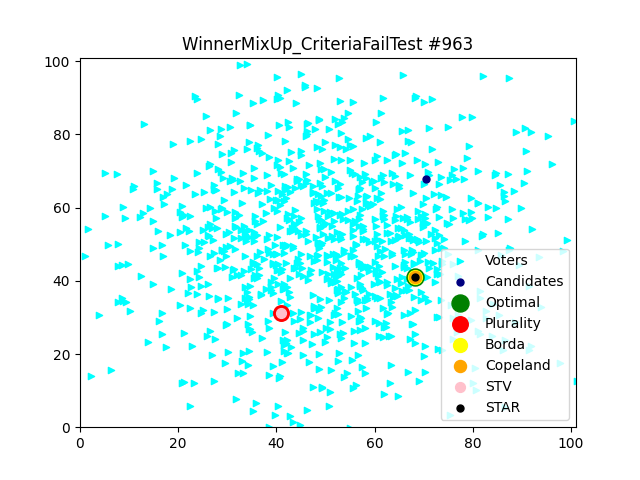 WinnerMixUp_CriteriaFailTest #963
100
80
60
40
20
0
0
20
40
60
80
100
Voters
Candidates
Optimal
Plurality
Borda
Copeland
STV
STAR